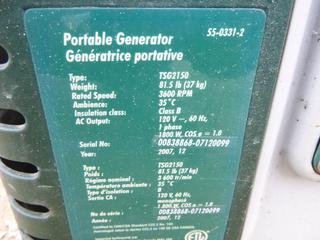 Portable Generator 55-0331-2
Génératrice portative
Type: TSG2150
Weight: 81.5 lb (37 kg)
Rated Speed: 3600 RPM
Ambiance: 35°C
Insulation class: Class B
AC Output: 120 V~, 60 Hz,
1 phase
1800 W, COS ø = 1.0
Serial No: 00838868-07120099
Year: 2007, 12
Type: TSG2150
Poids: 81.5 lb (37 kg)
Régime nominal: 3 600 tr/min
Température: 35°C
Type d'isolation: B
Sortie CA: 120 V, 60 Hz,
monophasé
1 800 W, COS ø = 1.0
No de série: 00838868-07120099
Année: 2007, 12